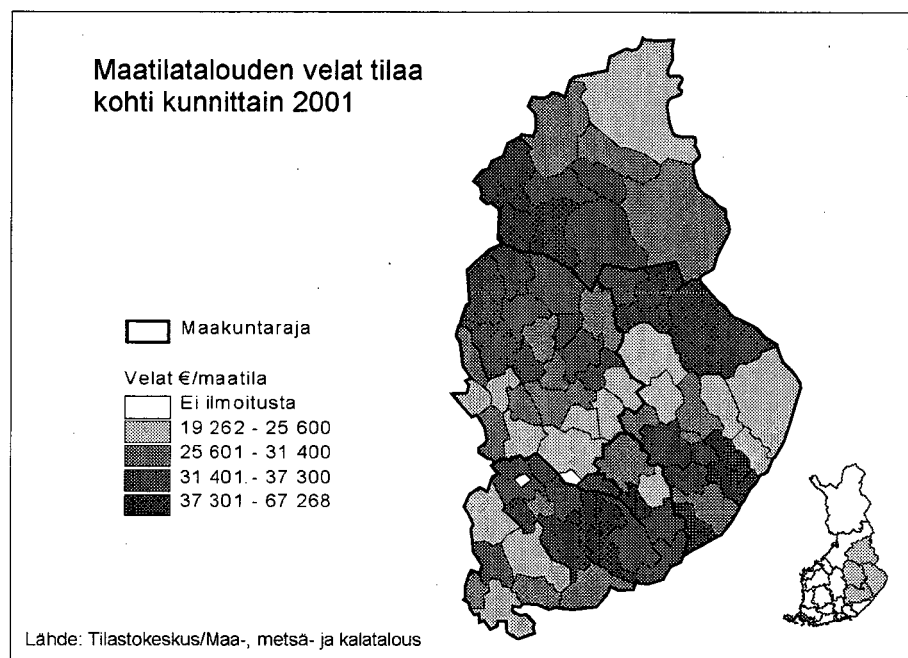 Maatilatalouden velat tilaa
kohti kunnittain 2001
Maakuntaraja
Velat €/maatila
Ei ilmoitusta
19 262 - 25 600
25 601 - 31 400
31 401 - 37 300
37 301 - 67 268
Lähde: Tilastokeskus/Maa-, metsä- ja kalatalous